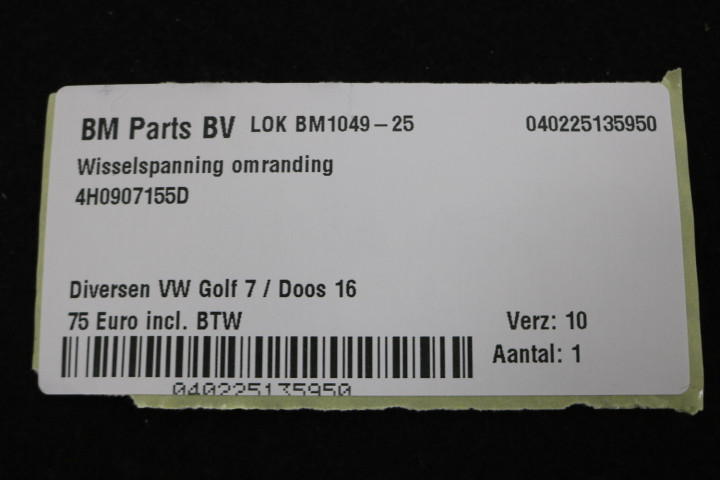 BM Parts BV LOK BM1049-25 040225135950
Wisselspanning omranding
4H0907155D
Diversen VW Golf 7 / Doos 16
75 Euro incl. BTW Verz: 10
Aantal: 1
040225135950